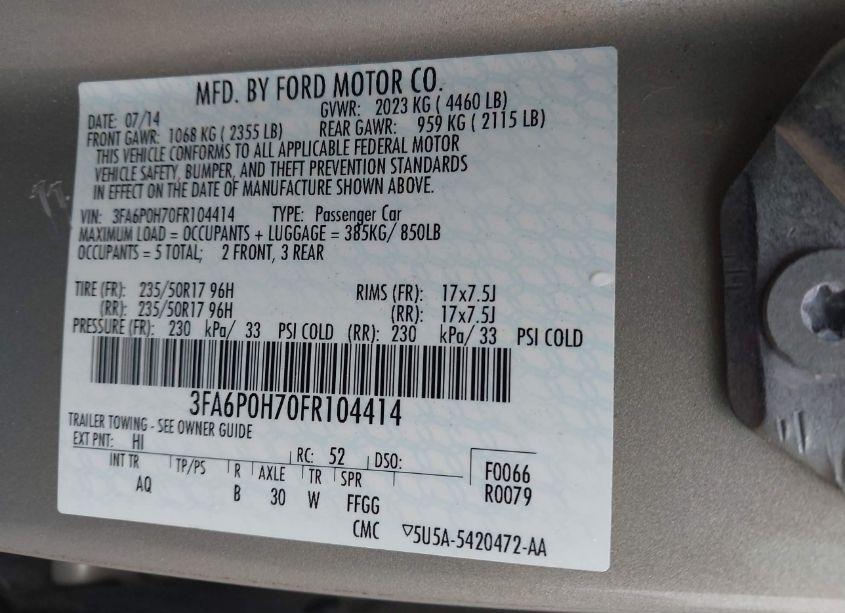 MFD. BY FORD MOTOR CO.
DATE: 07/14 GVWR: 2023 KG ( 4460 LB)
FRONT GAWR: 1068 KG ( 2355 LB) REAR GAWR: 959 KG ( 2115 LB)
THIS VEHICLE CONFORMS TO ALL APPLICABLE FEDERAL MOTOR
VEHICLE SAFETY, BUMPER, AND THEFT PREVENTION STANDARDS
IN EFFECT ON THE DATE OF MANUFACTURE SHOWN ABOVE.
VIN: 3FA6P0H70FR104414 TYPE: Passenger Car
MAXIMUM LOAD = OCCUPANTS + LUGGAGE = 385KG/ 850LB
OCCUPANTS = 5 TOTAL; 2 FRONT, 3 REAR
TIRE (FR): 235/50R17 96H RIMS (FR): 17x7.5J
(RR): 235/50R17 96H (RR): 17x7.5J
PRESSURE (FR): 230 kPa/ 33 PSI COLD (RR): 230 kPa/ 33 PSI COLD
3FA6P0H70FR104414
TRAILER TOWING - SEE OWNER GUIDE
EXT PNT: HI RC: 52 DSO: F0066
INT TR TP/PS R AXLE TR SPR R0079
AQ B 30 W FFGG
CMC ▽5U5A-5420472-AA